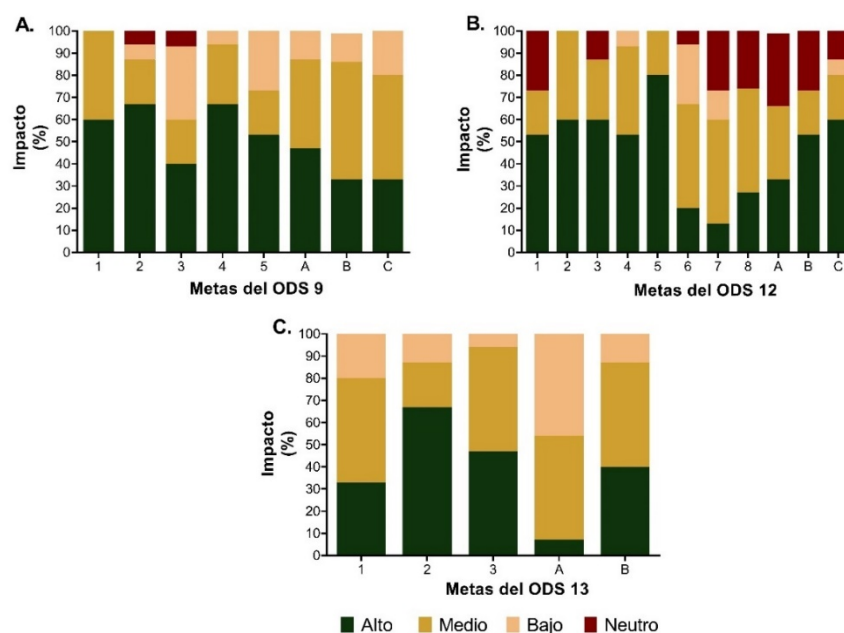 A.
100
90
80
70
60
50
40
30
20
10
0
Impacto
(%)
1 2 3 4 5 A B C
Metas del ODS 9
B.
100
90
80
70
60
50
40
30
20
10
0
Impacto
(%)
1 2 3 4 5 6 7 8 A B C
Metas del ODS 12
C.
100
90
80
70
60
50
40
30
20
10
0
Impacto
(%)
1 2 3 A B
Metas del ODS 13
Alto Medio Bajo Neutro